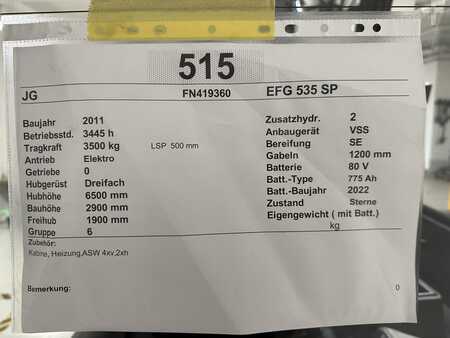 515
JG FN419360 EFG 535 SP
Baujahr 2011
Betriebsstd. 3445 h
Tragkraft 3500 kg LSP 500 mm
Antrieb Elektro
Getriebe 0
Hubgerüst Dreifach
Hubhöhe 6500 mm
Bauhöhe 2900 mm
Freihub 1900 mm
Gruppe 6
Zusatzhydr. 2
Anbaugerät VSS
Bereifung SE
Gabeln 1200 mm
Batterie 80 V
Batt.-Type 775 Ah
Batt.-Baujahr 2022
Zustand Sterne
Eigengewicht ( mit Batt.)
kg
Zubehör:
Kabine, Heizung,ASW 4xv,2xh
Bemerkung: 0